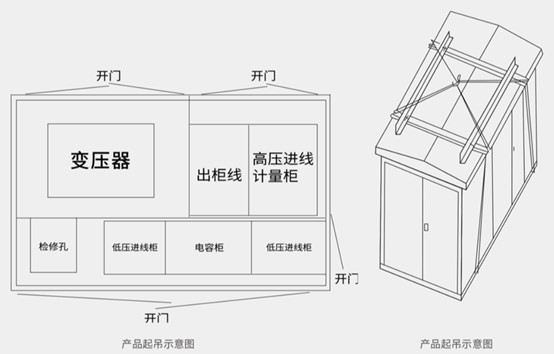 开门
开门
变压器
出柜线
高压进线
计量柜
检修孔
低压进线柜
电容柜
低压进线柜
开门
开门
产品起吊示意图
产品起吊示意图